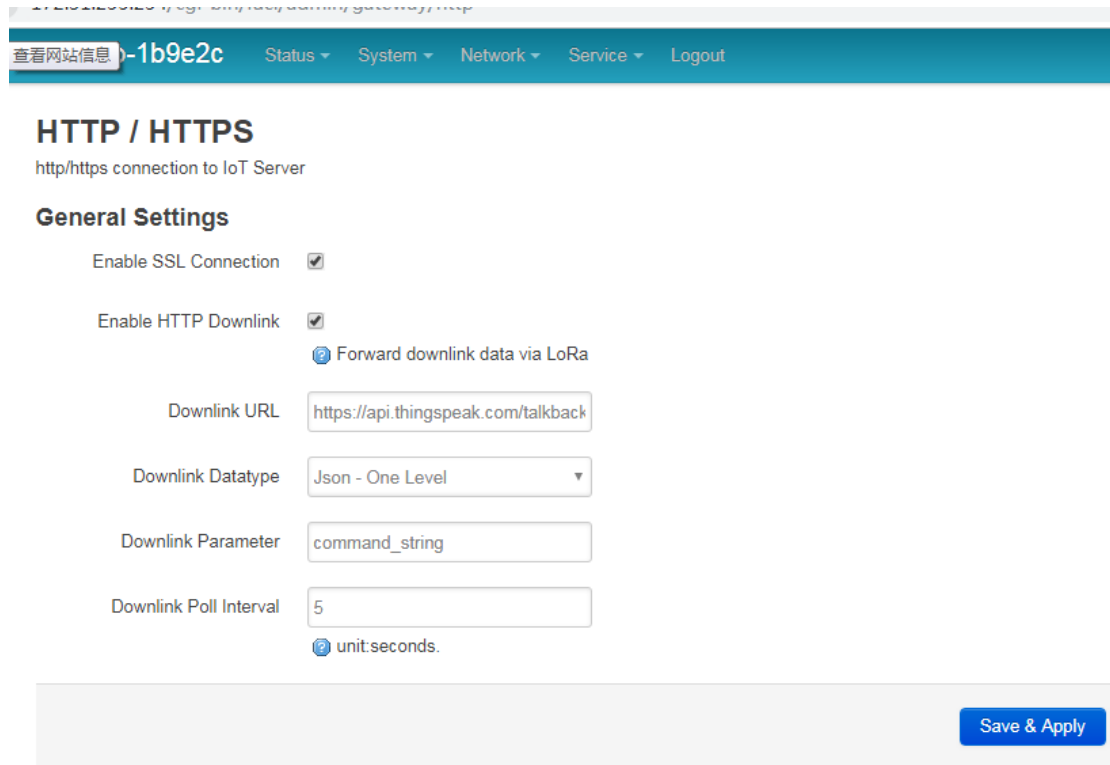 查看网站信息 -1b9e2c Status System Network Service Logout
HTTP / HTTPS
http/https connection to IoT Server
General Settings
Enable SSL Connection
Enable HTTP Downlink
Forward downlink data via LoRa
Downlink URL https://api.thingspeak.com/talkback
Downlink Datatype Json - One Level
Downlink Parameter command_string
Downlink Poll Interval 5
unit:seconds.
Save & Apply